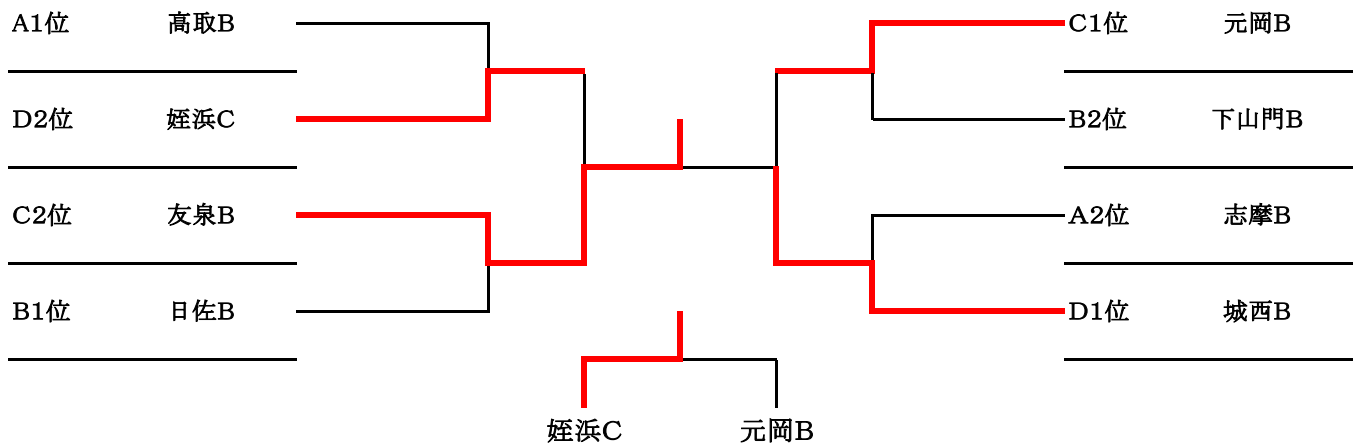 A1位 高取B
D2位 姪浜C
C2位 友泉B
B1位 日佐B
C1位 元岡B
B2位 下山門B
A2位 志摩B
D1位 城西B
姪浜C 元岡B